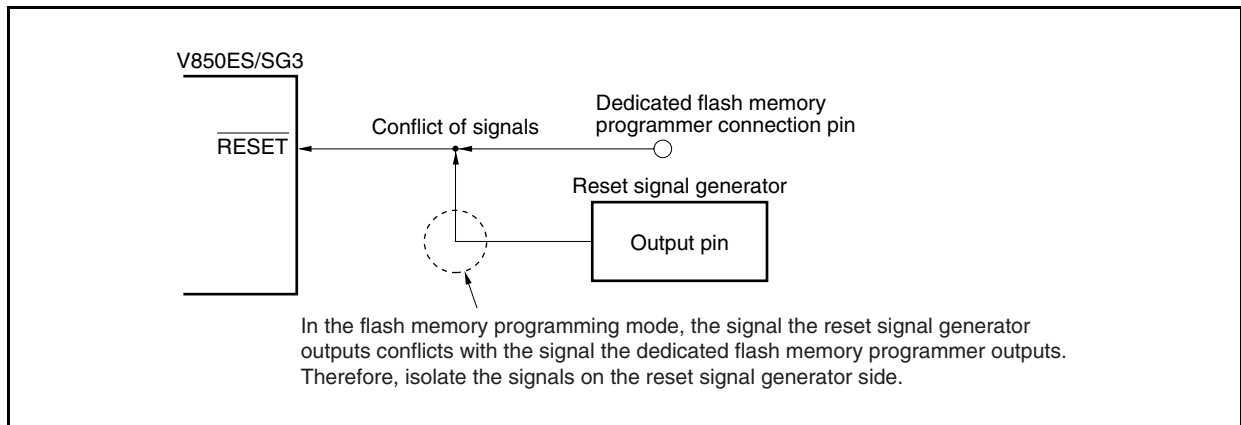 V850ES/SG3
RESET
Conflict of signals
Dedicated flash memory
programmer connection pin
Reset signal generator
Output pin
In the flash memory programming mode, the signal the reset signal generator
outputs conflicts with the signal the dedicated flash memory programmer outputs.
Therefore, isolate the signals on the reset signal generator side.